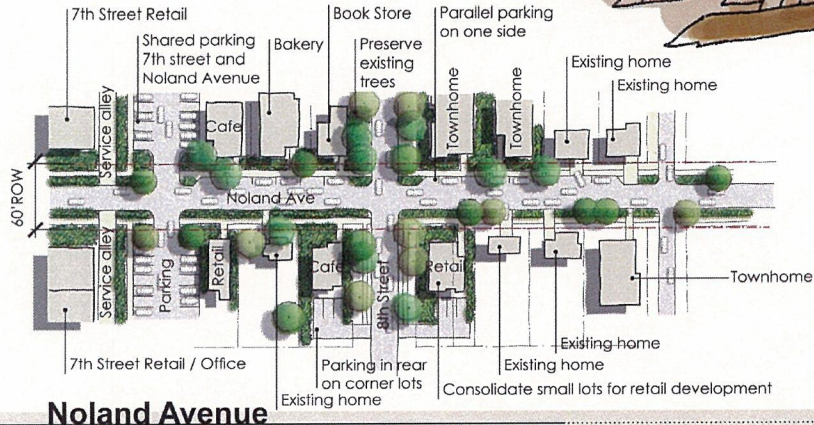 7th Street Retail
Book Store
Parallel parking
on one side
Shared parking
7th street and
Noland Avenue
Bakery
Preserve
existing
trees
Existing home
Existing home
Service alley
Cafe
Townhome
Townhome
60'ROW
Noland Ave
Service alley
Parking
Retail
Cafe
8th Street
Retail
Townhome
7th Street Retail / Office
Existing home
Parking in rear
on corner lots
Existing home
Existing home
Consolidate small lots for retail development
Noland Avenue